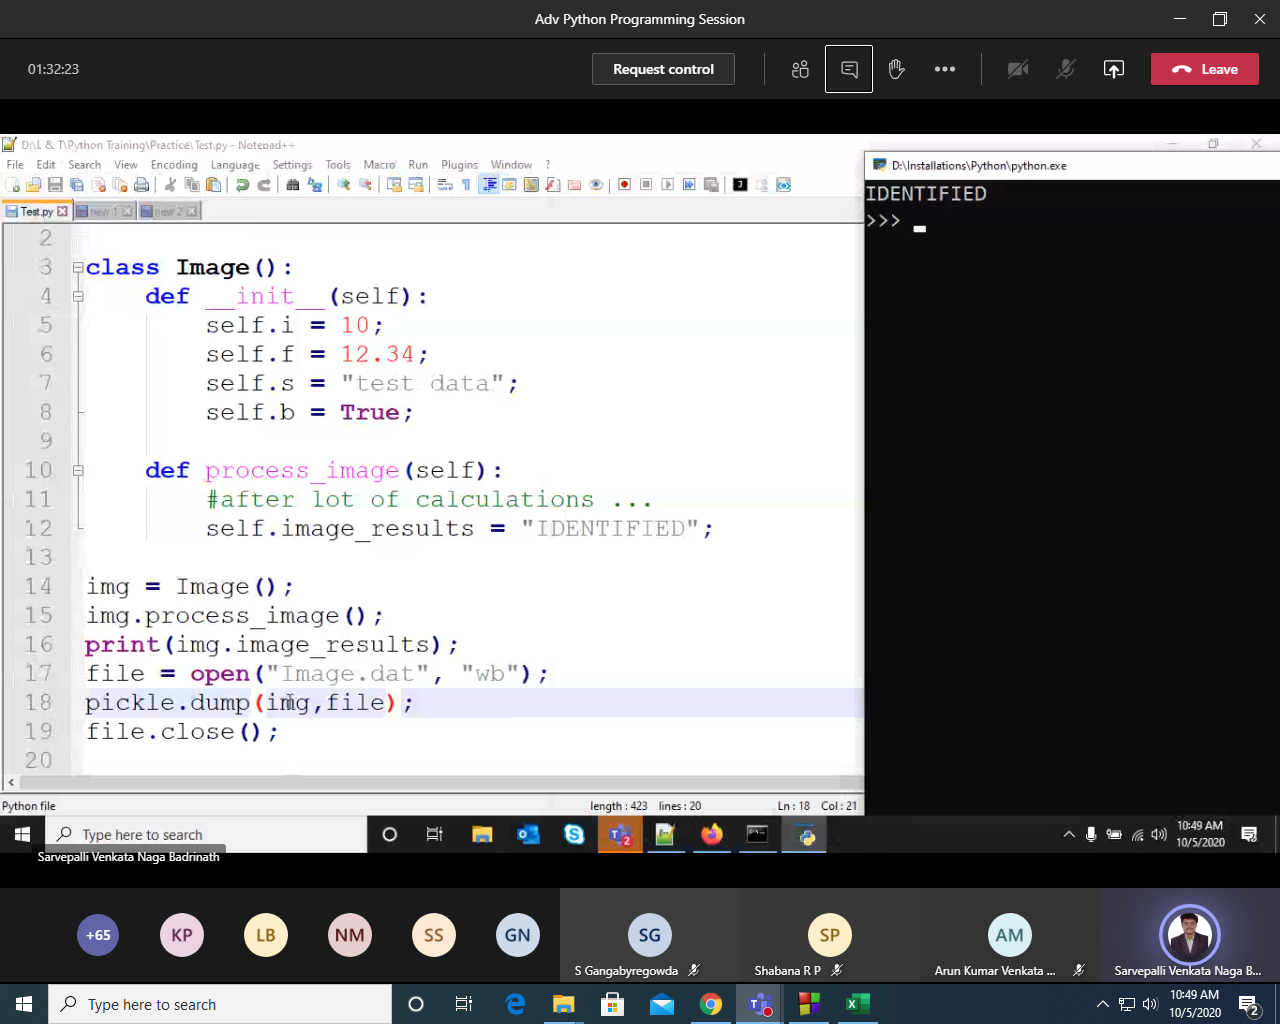 Adv Python Programming Session
01:32:23
Request control
Leave
D:\L & T\Python Training\Practice\Test.py - Notepad++
File Edit Search View Encoding Language Settings Tools Macro Run Plugins Window ?
Test.py new 1 new 2
D:\Installations\Python\python.exe
IDENTIFIED
>>>
2
3 class Image():
4 def __init__(self):
5 self.i = 10;
6 self.f = 12.34;
7 self.s = "test data";
8 self.b = True;
9
10 def process_image(self):
11 #after lot of calculations ...
12 self.image_results = "IDENTIFIED";
13
14 img = Image();
15 img.process_image();
16 print(img.image_results);
17 file = open("Image.dat", "wb");
18 pickle.dump(img,file);
19 file.close();
20
Python file length : 423 lines : 20 Ln : 18 Col : 21
Type here to search
2
10:49 AM
10/5/2020
Sarvepalli Venkata Naga Badrinath
+65 KP LB NM SS GN SG SP AM
S Gangabyregowda Shabana R P Arun Kumar Venkata ... Sarvepalli Venkata Naga B...
Type here to search
10:49 AM
10/5/2020
2